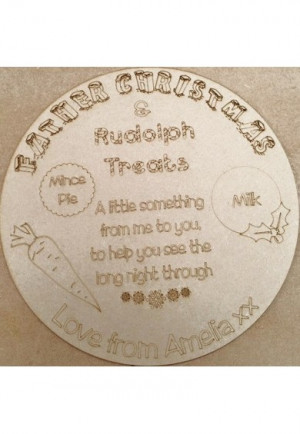 FATHER CHRISTMAS
&
Rudolph
Treats
Mince
Pie
Milk
A little something
from me to you,
to help you see the
long night through
Love from Amelia xx